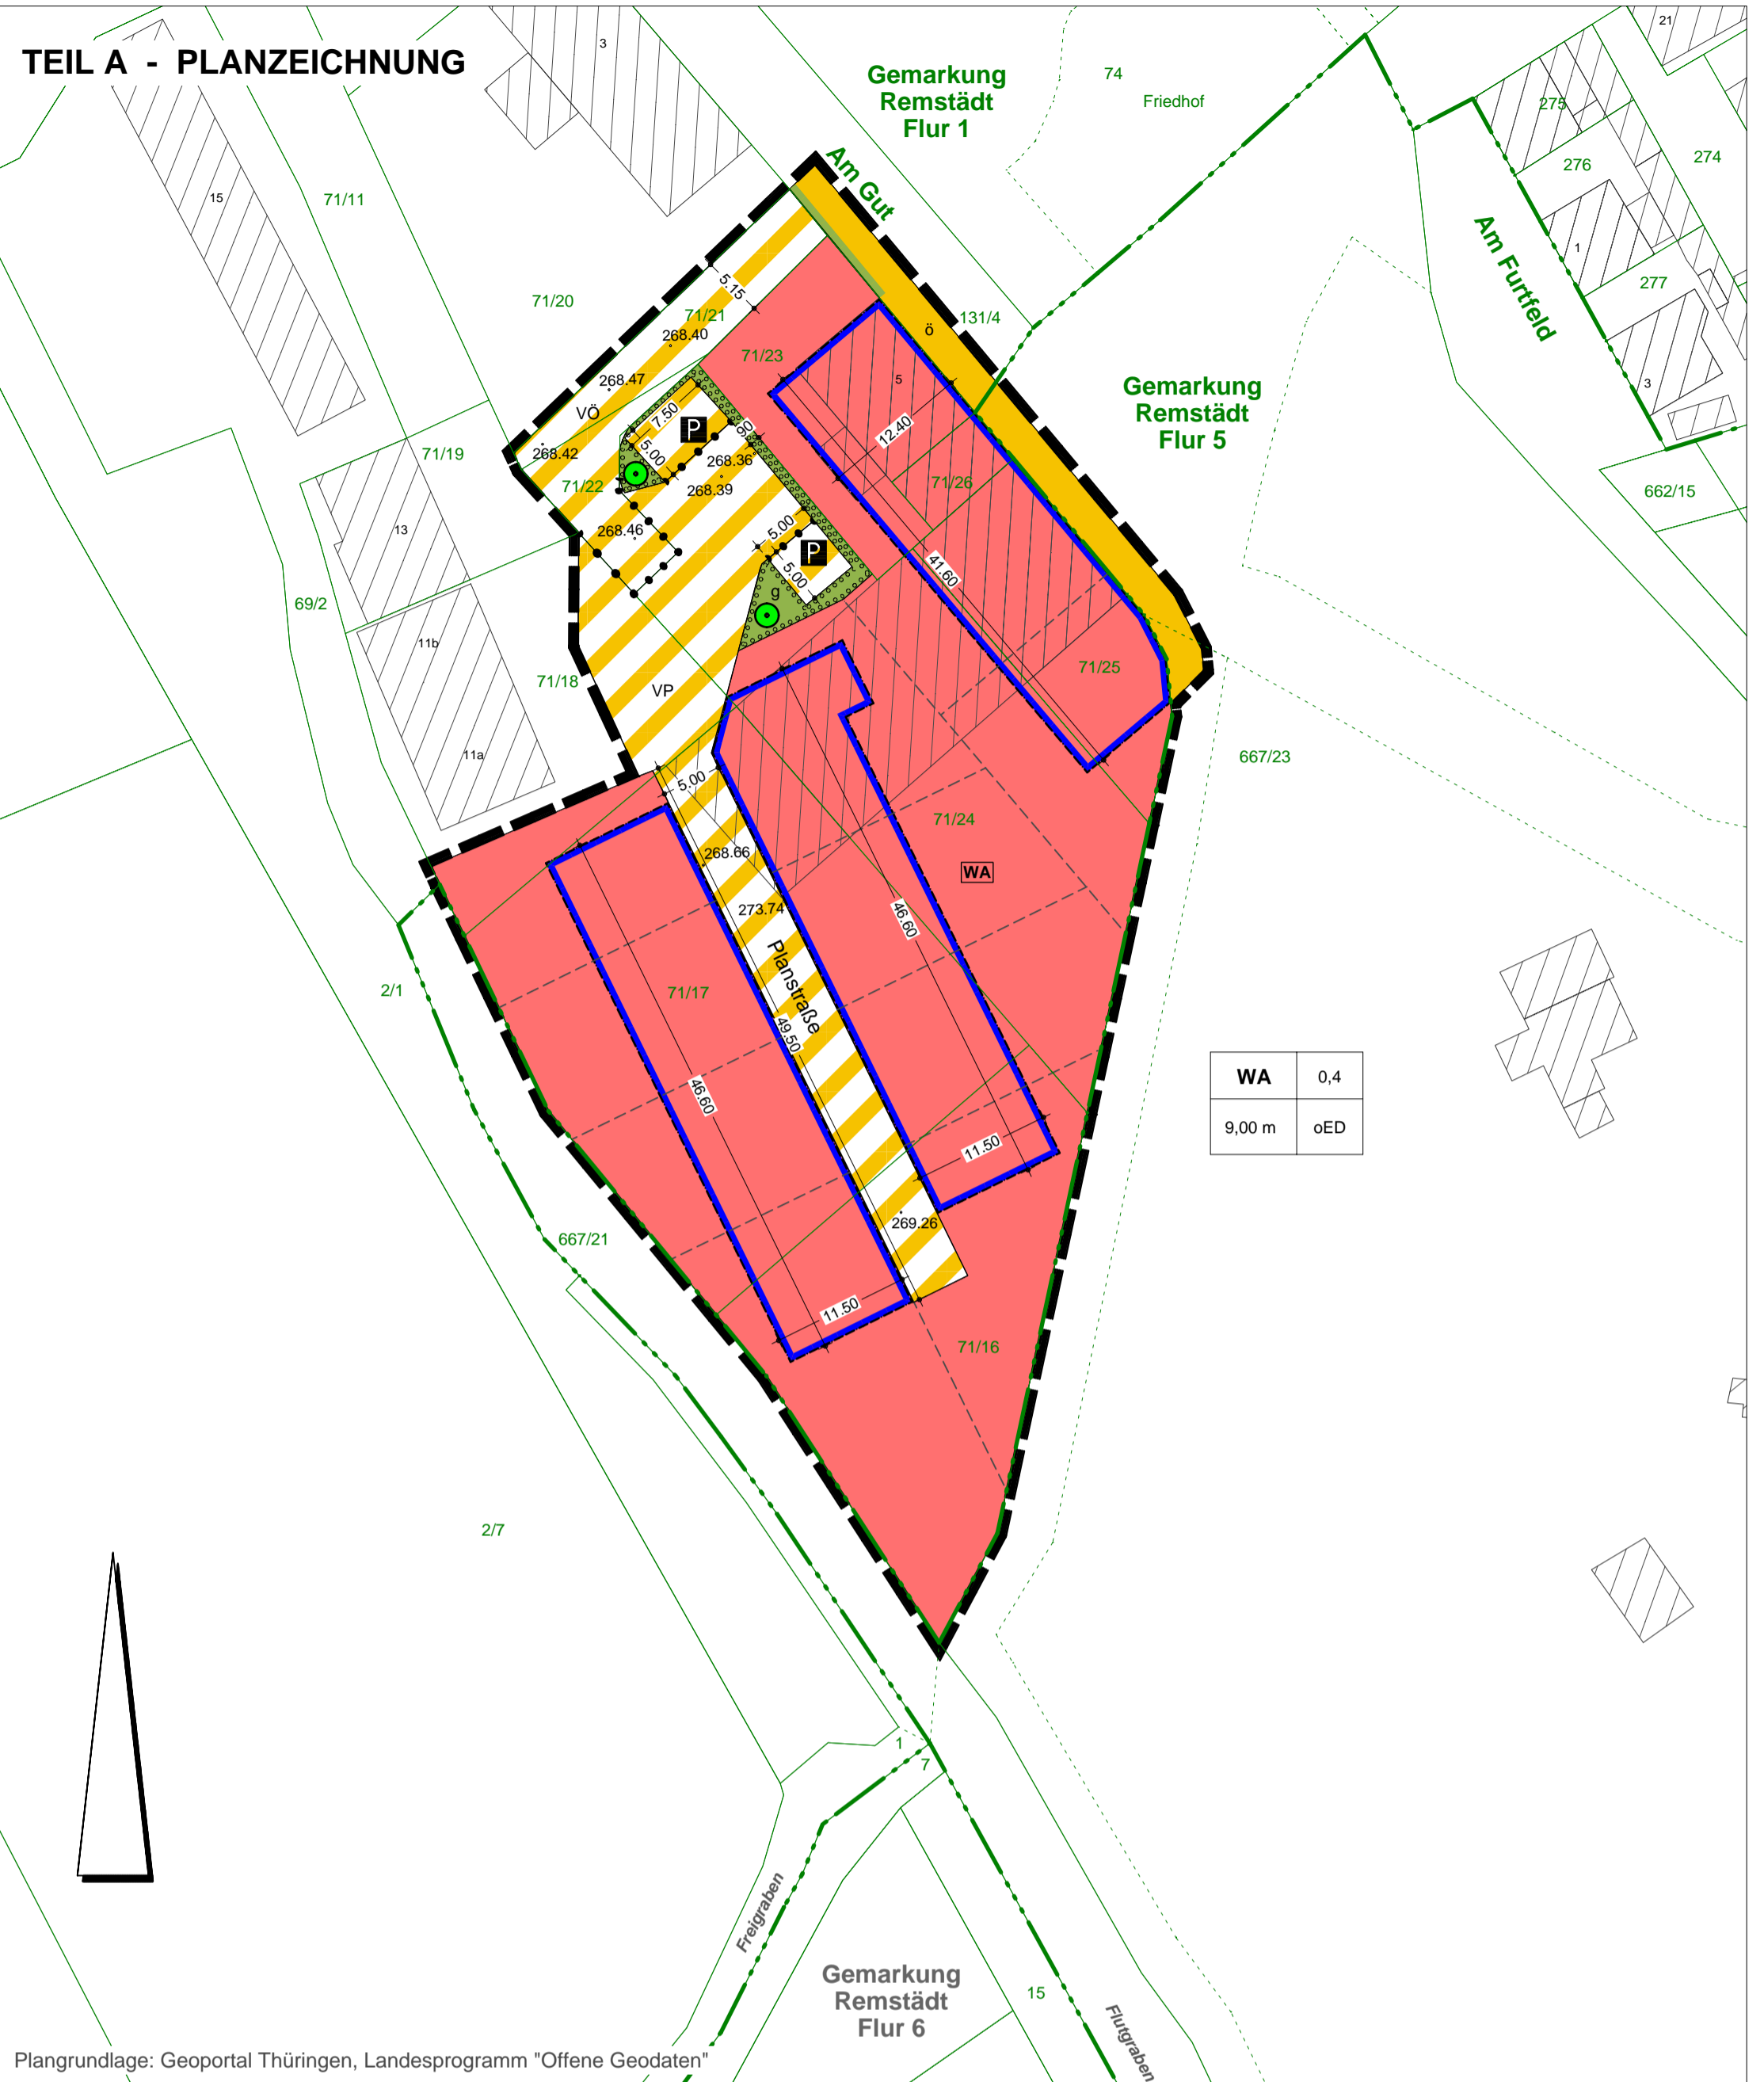 TEIL A - PLANZEICHNUNG
3
21
Gemarkung
Remstädt
Flur 1
74
Friedhof
275
276
274
15
71/11
Am Gut
1
277
Am Furtfeld
3
71/20
5.15
71/21
268.40
ö
131/4
71/23
268.47
5
Gemarkung
Remstädt
Flur 5
VÖ
7.50
P
12.40
268.42
71/19
5.00
268.36
71/22
268.39
71/26
662/15
268.46
5.00
P
13
41.60
5.00
g
69/2
11b
71/18
VP
71/25
11a
667/23
5.00
71/24
268.66
WA
273.74
46.60
Planstraße
2/1
71/17
49.50
46.60
WA 0,4
9,00 m oED
11.50
269.26
667/21
11.50
71/16
2/7
1
7
Freigraben
Gemarkung
Remstädt
Flur 6
15
Flutgraben
Plangrundlage: Geoportal Thüringen, Landesprogramm "Offene Geodaten"